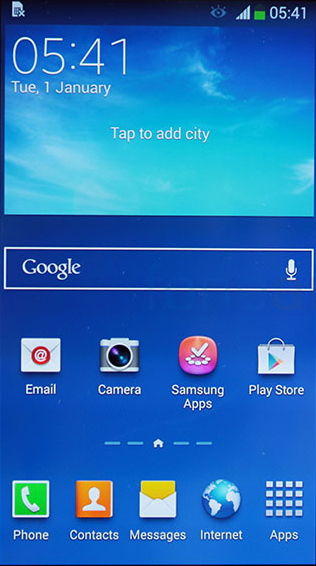 05:41
05:41
Tue, 1 January
Tap to add city
Google
Email
Camera
Samsung
Apps
Play Store
Phone
Contacts
Messages
Internet
Apps